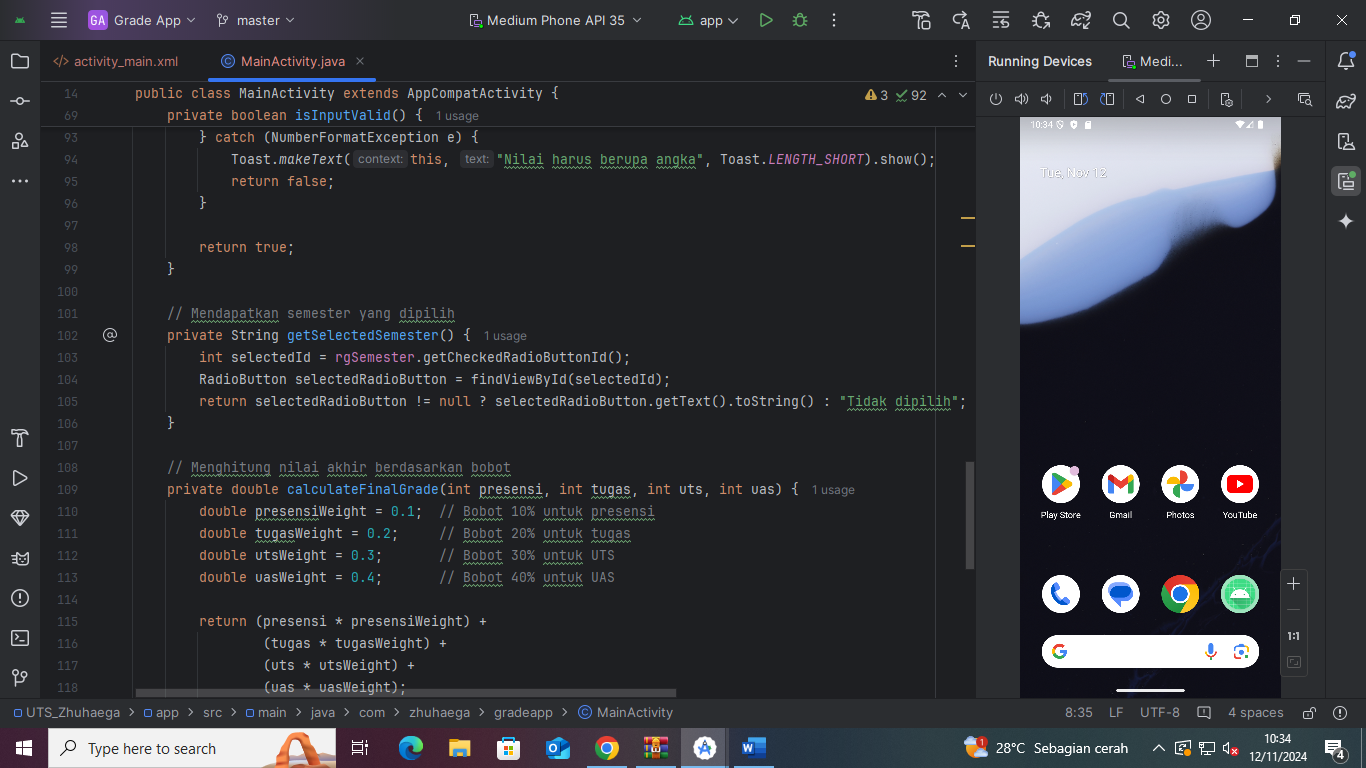 GA Grade App master Medium Phone API 35 app
activity_main.xml MainActivity.java Running Devices Medi...
14 public class MainActivity extends AppCompatActivity { 3 92
69 private boolean isInputValid() { 1 usage
93 } catch (NumberFormatException e) {
94 Toast.makeText( context: this, text: "Nilai harus berupa angka", Toast.LENGTH_SHORT).show();
95 return false;
96 }
97
98 return true;
99 }
100
101 // Mendapatkan semester yang dipilih
102 private String getSelectedSemester() { 1 usage
103 int selectedId = rgSemester.getCheckedRadioButtonId();
104 RadioButton selectedRadioButton = findViewById(selectedId);
105 return selectedRadioButton != null ? selectedRadioButton.getText().toString() : "Tidak dipilih";
106 }
107
108 // Menghitung nilai akhir berdasarkan bobot
109 private double calculateFinalGrade(int presensi, int tugas, int uts, int uas) { 1 usage
110 double presensiWeight = 0.1; // Bobot 10% untuk presensi
111 double tugasWeight = 0.2; // Bobot 20% untuk tugas
112 double utsWeight = 0.3; // Bobot 30% untuk UTS
113 double uasWeight = 0.4; // Bobot 40% untuk UAS
114
115 return (presensi * presensiWeight) +
116 (tugas * tugasWeight) +
117 (uts * utsWeight) +
118 (uas * uasWeight);
10:34
Tue, Nov 12
Play Store Gmail Photos YouTube
1:1
UTS_Zhuhaega > app > src > main > java > com > zhuhaega > gradeapp > MainActivity 8:35 LF UTF-8 4 spaces
Type here to search 1 28°C Sebagian cerah 10:34
12/11/2024 4